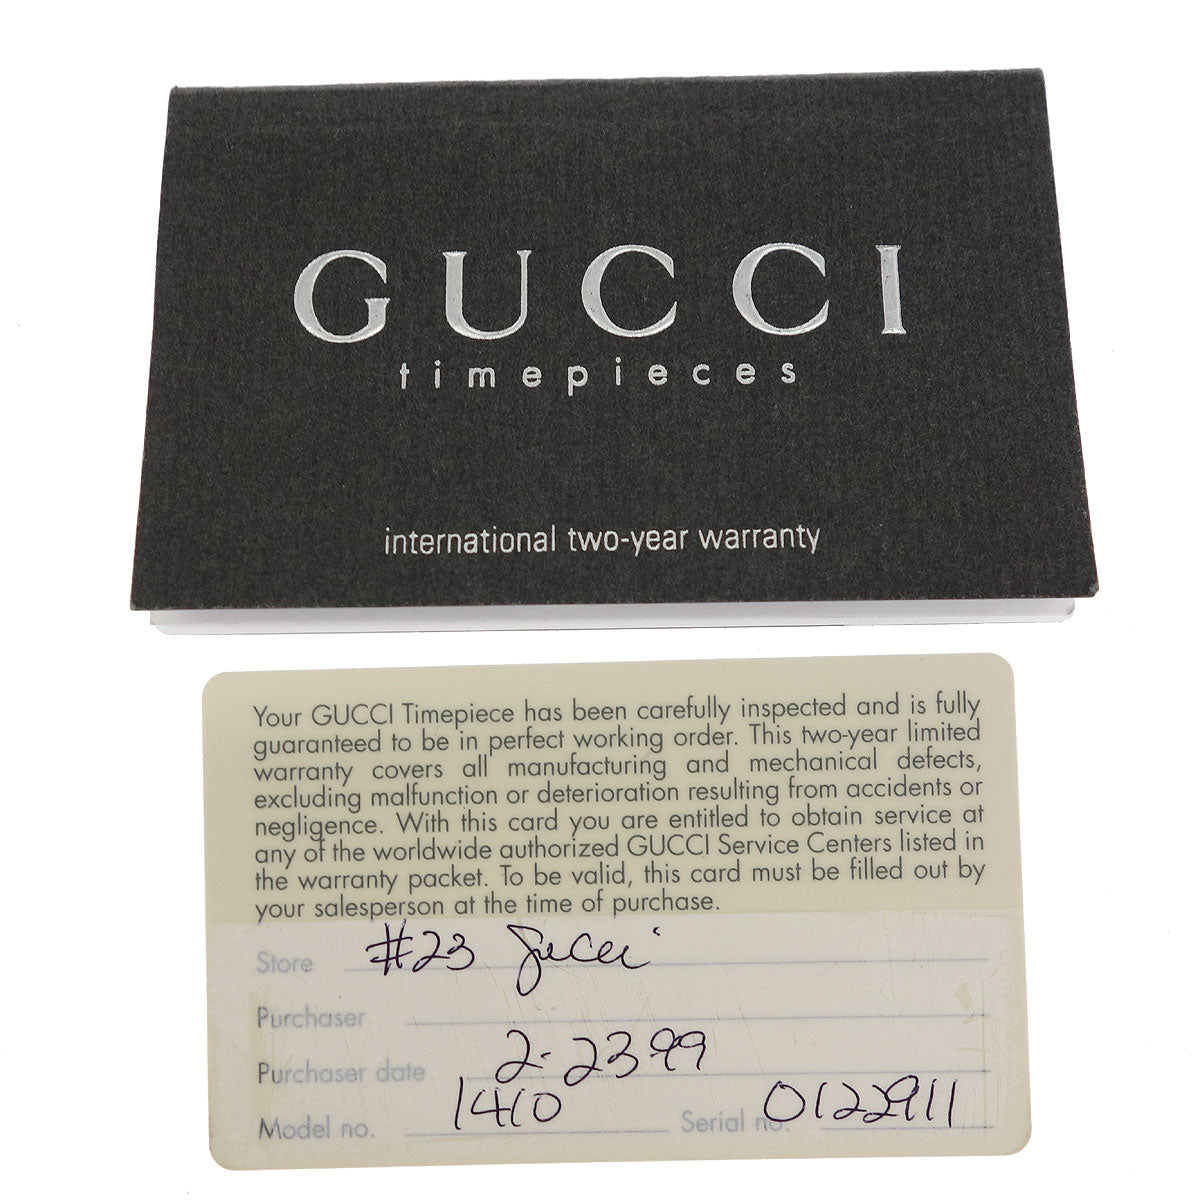 GUCCI
timepieces
international two-year warranty
Your GUCCI Timepiece has been carefully inspected and is fully
guaranteed to be in perfect working order. This two-year limited
warranty covers all manufacturing and mechanical defects,
excluding malfunction or deterioration resulting from accidents or
negligence. With this card you are entitled to obtain service at
any of the worldwide authorized GUCCI Service Centers listed in
the warranty packet. To be valid, this card must be filled out by
your salesperson at the time of purchase.
Store #23 Gucci
Purchaser
Purchaser date 2-23 99
Model no. 1410 Serial no. 0122911